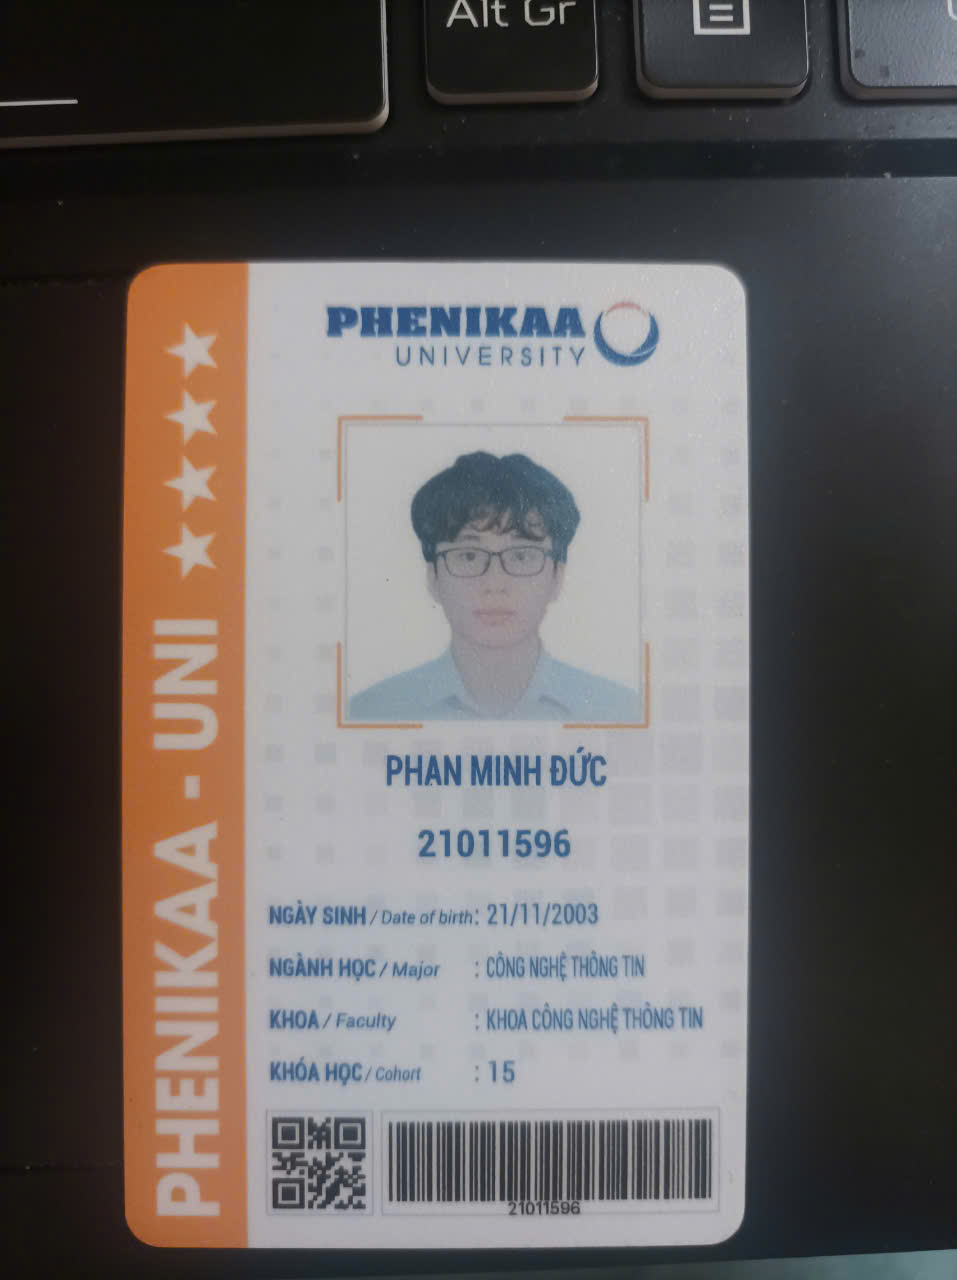 Alt Gr
PHENIKAA
UNIVERSITY
PHENIKAA - UNI
PHAN MINH ĐỨC
21011596
NGÀY SINH / Date of birth: 21/11/2003
NGÀNH HỌC / Major : CÔNG NGHỆ THÔNG TIN
KHOA / Faculty : KHOA CÔNG NGHỆ THÔNG TIN
KHÓA HỌC / Cohort : 15
21011596